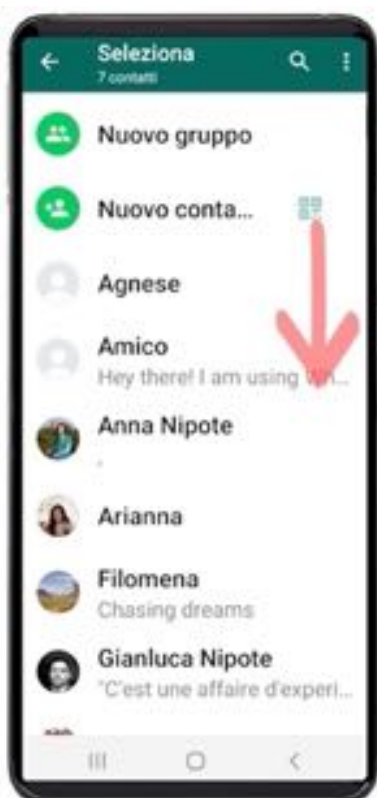 Seleziona
7 contatti
Nuovo gruppo
Nuovo conta...
Agnese
Amico
Hey there! I am using Wh...
Anna Nipote
.
Arianna
Filomena
Chasing dreams
Gianluca Nipote
"C'est une affaire d'experi...